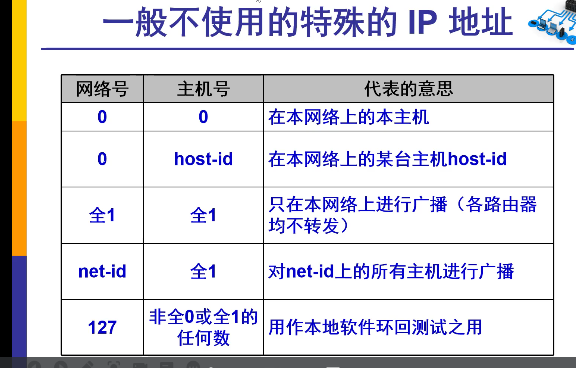 一般不使用的特殊的 IP 地址
网络号 主机号 代表的意思
0 0 在本网络上的本主机
0 host-id 在本网络上的某台主机host-id
全1 全1 只在本网络上进行广播（各路由器
均不转发）
net-id 全1 对net-id上的所有主机进行广播
127 非全0或全1的
任何数 用作本地软件环回测试之用